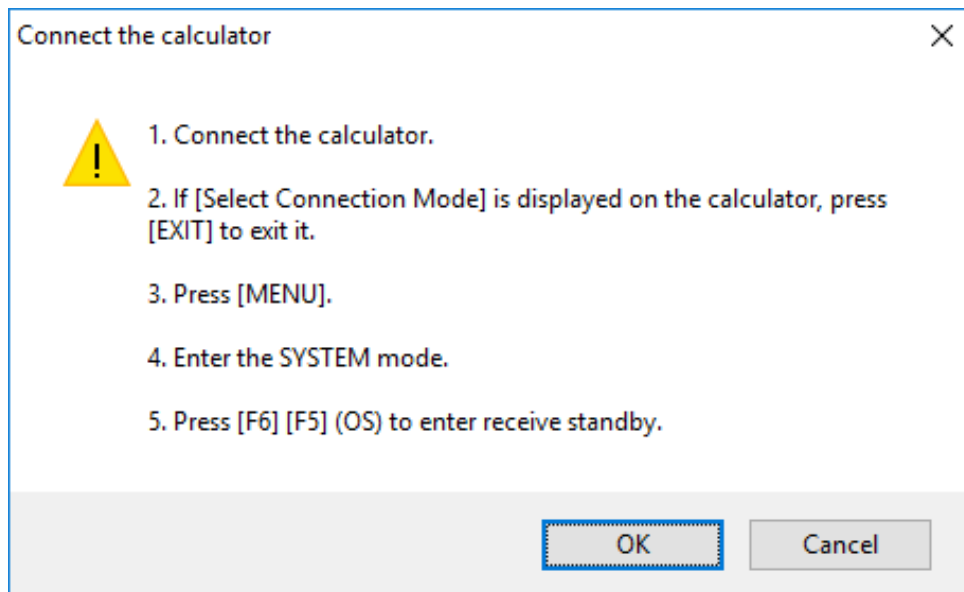 Connect the calculator
1. Connect the calculator.
2. If [Select Connection Mode] is displayed on the calculator, press
[EXIT] to exit it.
3. Press [MENU].
4. Enter the SYSTEM mode.
5. Press [F6] [F5] (OS) to enter receive standby.
OK
Cancel